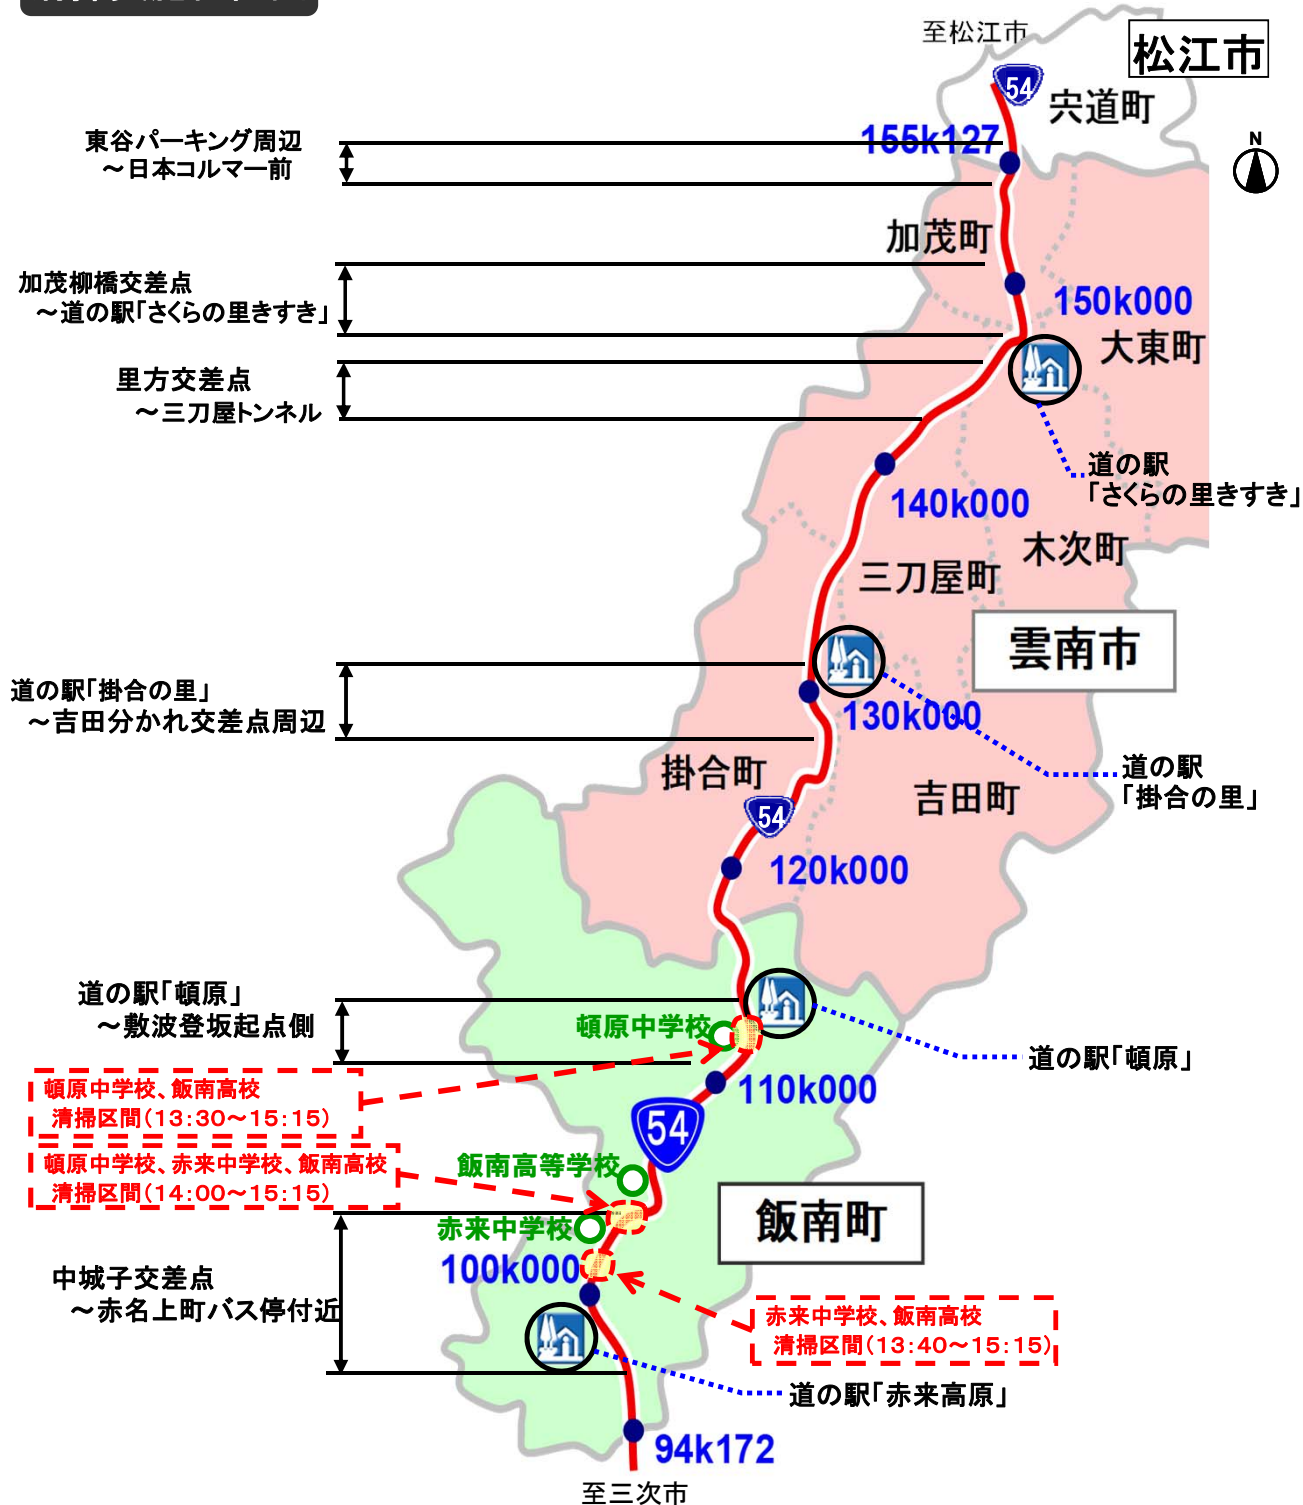 至松江市
松江市
54
宍道町
N
155k127
東谷パーキング周辺
～日本コルマー前
加茂町
加茂柳橋交差点
～道の駅「さくらの里きすき」
150k000
大東町
里方交差点
～三刀屋トンネル
道の駅
「さくらの里きすき」
140k000
木次町
三刀屋町
雲南市
道の駅「掛合の里」
～吉田分かれ交差点周辺
130k000
掛合町
道の駅
「掛合の里」
吉田町
54
120k000
道の駅「頓原」
～敷波登坂起点側
頓原中学校
道の駅「頓原」
110k000
頓原中学校、飯南高校
清掃区間(13:30～15:15)
54
頓原中学校、赤来中学校、飯南高校
清掃区間(14:00～15:15)
飯南高等学校
飯南町
赤来中学校
100k000
中城子交差点
～赤名上町バス停付近
赤来中学校、飯南高校
清掃区間(13:40～15:15)
道の駅「赤来高原」
94k172
至三次市